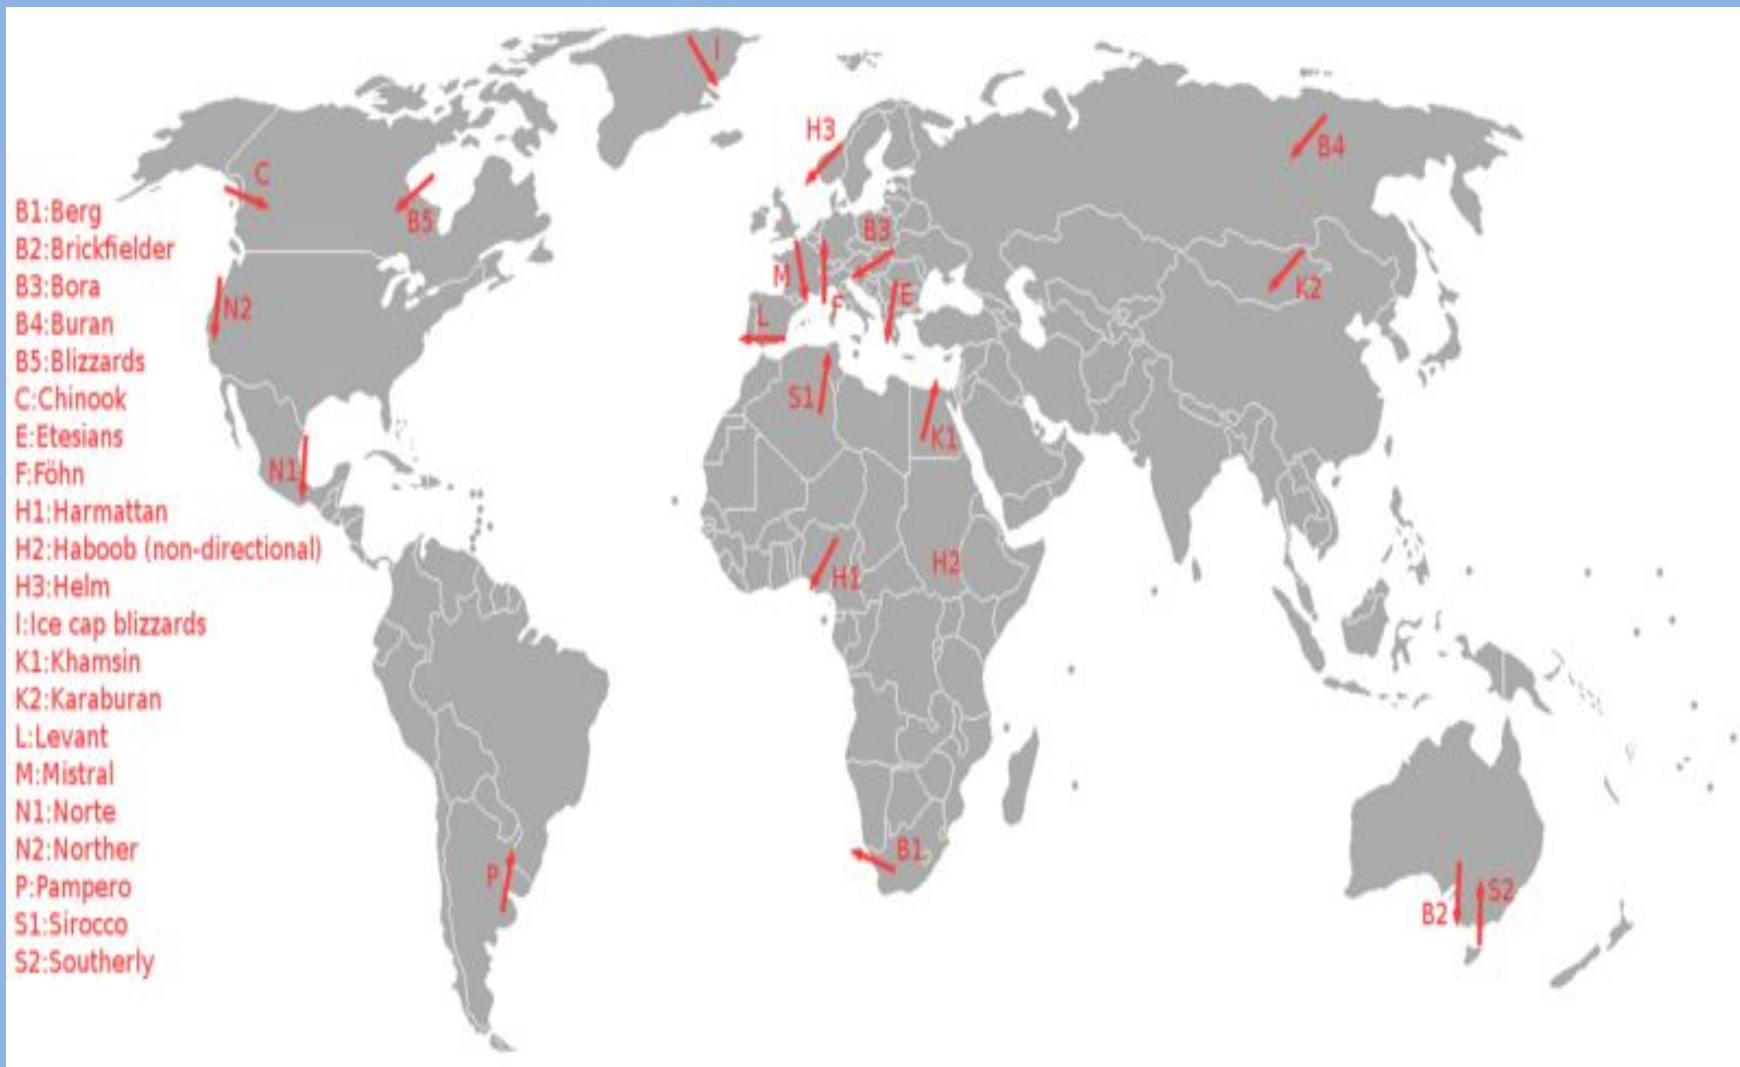 B1:Berg
B2:Brickfielder
B3:Bora
B4:Buran
B5:Blizzards
C:Chinook
E:Etesians
F:Föhn
H1:Harmattan
H2:Haboob (non-directional)
H3:Helm
I:Ice cap blizzards
K1:Khamsin
K2:Karaburan
L:Levant
M:Mistral
N1:Norte
N2:Norther
P:Pampero
S1:Sirocco
S2:Southerly
I
H3
B4
C
B5
B3
M
K2
E
F
N2
L
S1
K1
N1
H2
H1
B1
P
S2
B2